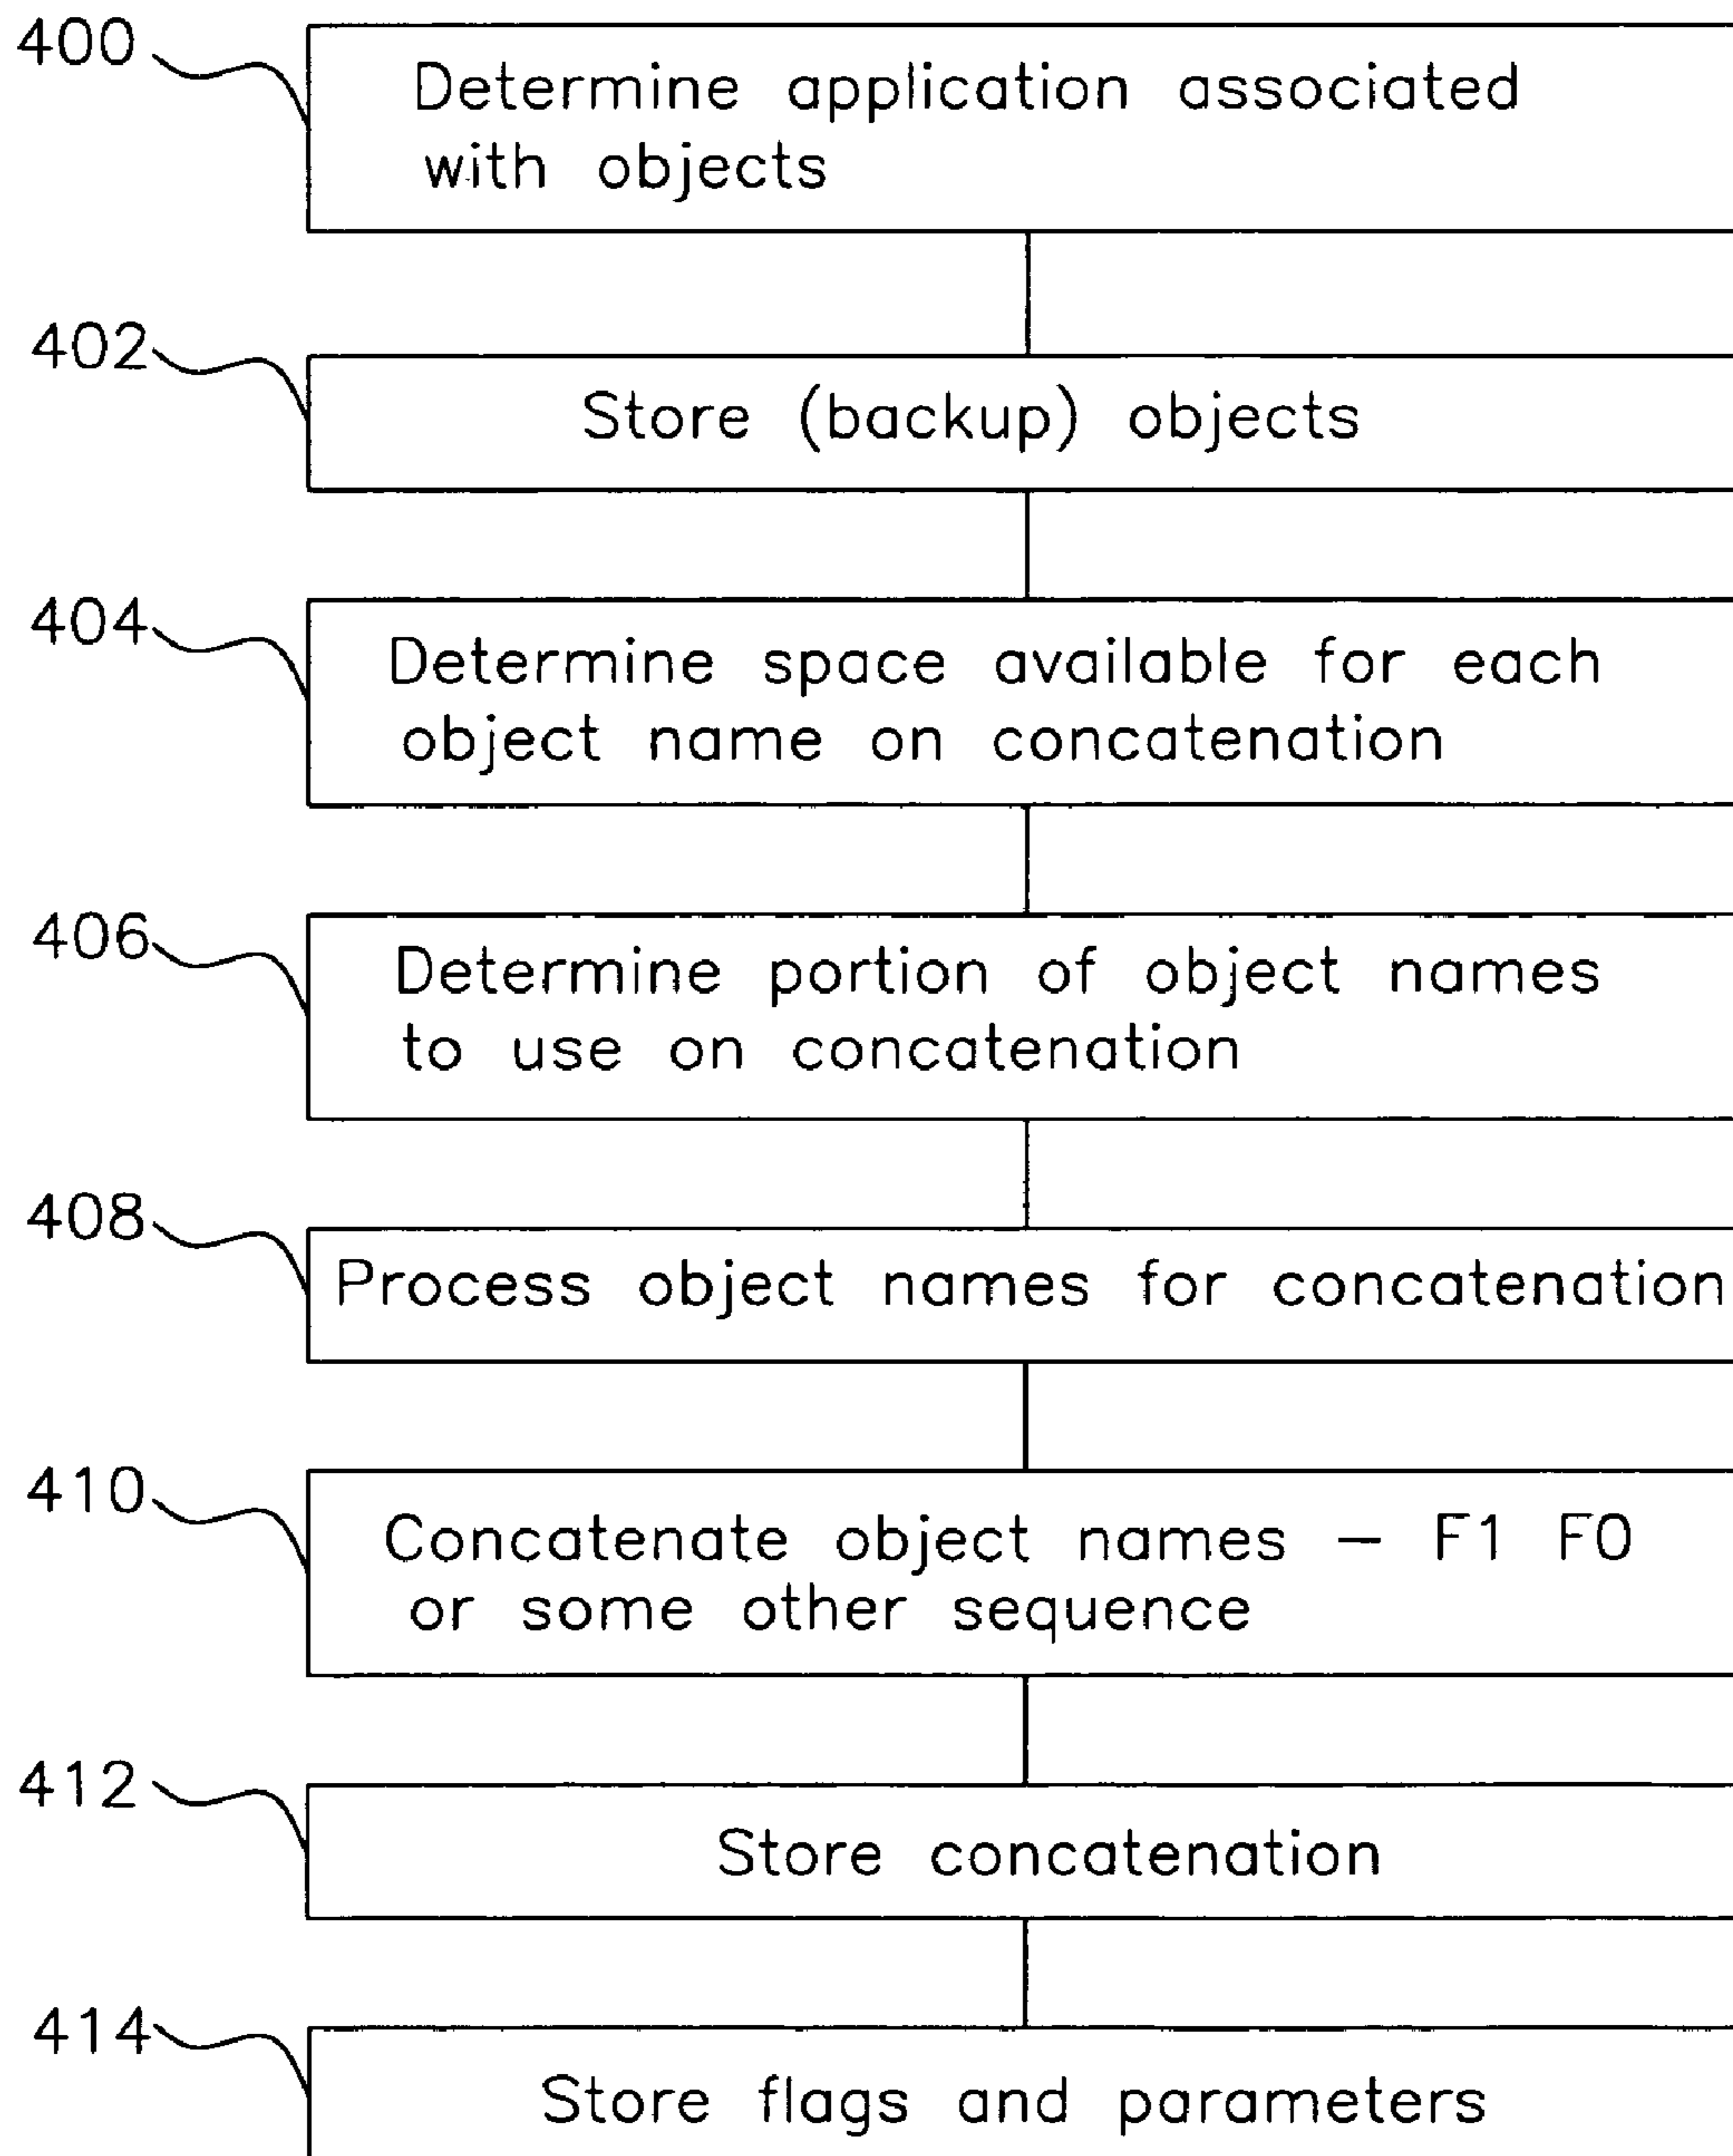 400
Determine application associated
with objects
402
Store (backup) objects
404
Determine space available for each
object name on concatenation
406
Determine portion of object names
to use on concatenation
408
Process object names for concatenation
410
Concatenate object names – F1 F0
or some other sequence
412
Store concatenation
414
Store flags and parameters